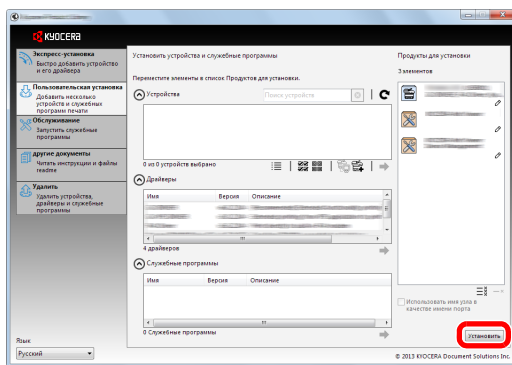 KYOCERA
Экспресс-установка
Быстро добавить устройство
и его драйвера
Пользовательская установка
Добавить несколько
устройств и служебных
программ печати
Обслуживание
Запустить служебные
программы
другие документы
Читать инструкции и файлы
readme
Удалить
Удалить устройства,
драйверы и служебные
программы
Язык
Русский
Установить устройства и служебные программы
Переместите элементы в список Продуктов для установки.
Устройства
Поиск устройств
0 из 0 устройств выбрано
Драйверы
Имя Версия Описание
4 драйверов
Служебные программы
Имя Версия Описание
0 Служебные программы
Продукты для установки
3 элементов
Использовать имя узла в
качестве имени порта
Установить
© 2013 KYOCERA Document Solutions Inc.